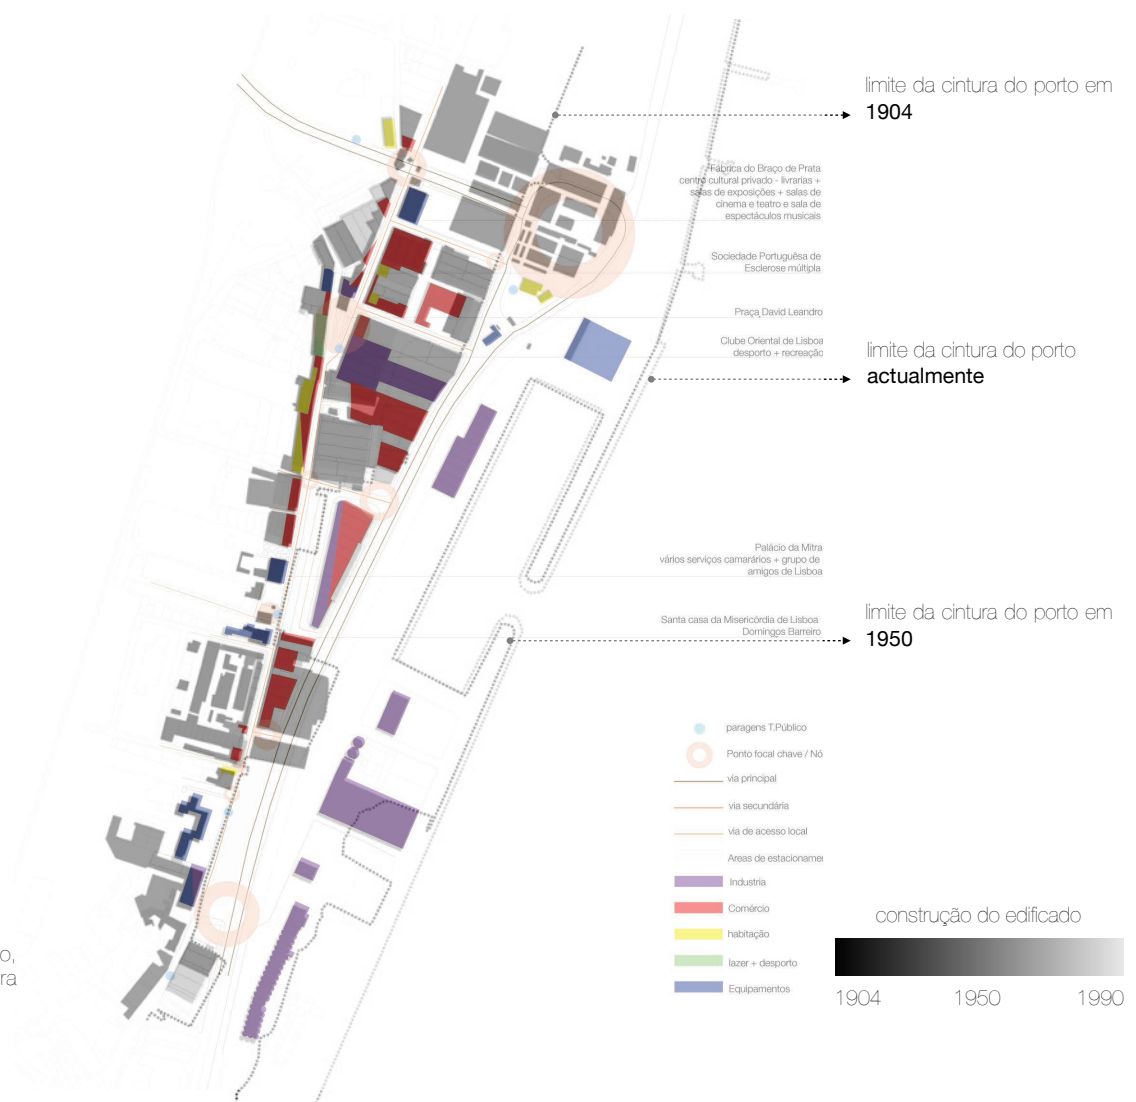 limite da cintura do porto em
1904
Fábrica do Braço de Prata
centro cultural privado - livrarias +
salas de exposições + salas de
cinema e teatro e sala de
espectáculos musicais
Sociedade Portuguêsa de
Esclerose múltipla
Praça David Leandro
Clube Oriental de Lisboa
desporto + recreação
limite da cintura do porto
actualmente
Palácio da Mitra
vários serviços camarários + grupo de
amigos de Lisboa
Santa casa da Misericórdia de Lisboa
Domingos Barreiro
limite da cintura do porto em
1950
paragens T.Público
Ponto focal chave / Nó
via principal
via secundária
via de acesso local
Areas de estacionamen
Industria
Comércio
habitação
lazer + desporto
Equipamentos
construção do edificado
1904 1950 1990
o,
ra